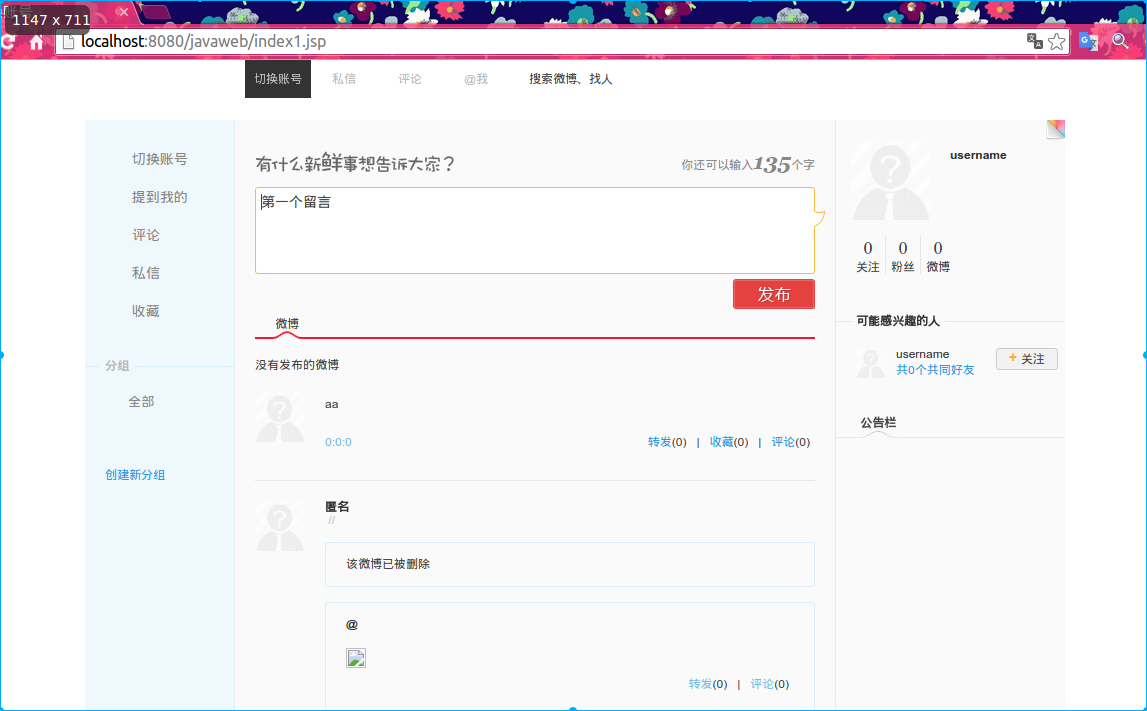 1147 x 711
localhost:8080/javaweb/index1.jsp
切换账号 私信 评论 @我 搜索微博、找人
切换账号
提到我的
评论
私信
收藏
分组
全部
创建新分组
有什么新鲜事想告诉大家？
你还可以输入135个字
第一个留言
发布
微博
没有发布的微博
aa
0:0:0
转发(0) | 收藏(0) | 评论(0)
匿名
//
该微博已被删除
@
转发(0) | 评论(0)
username
0 0 0
关注 粉丝 微博
可能感兴趣的人
username
共0个共同好友
+ 关注
公告栏